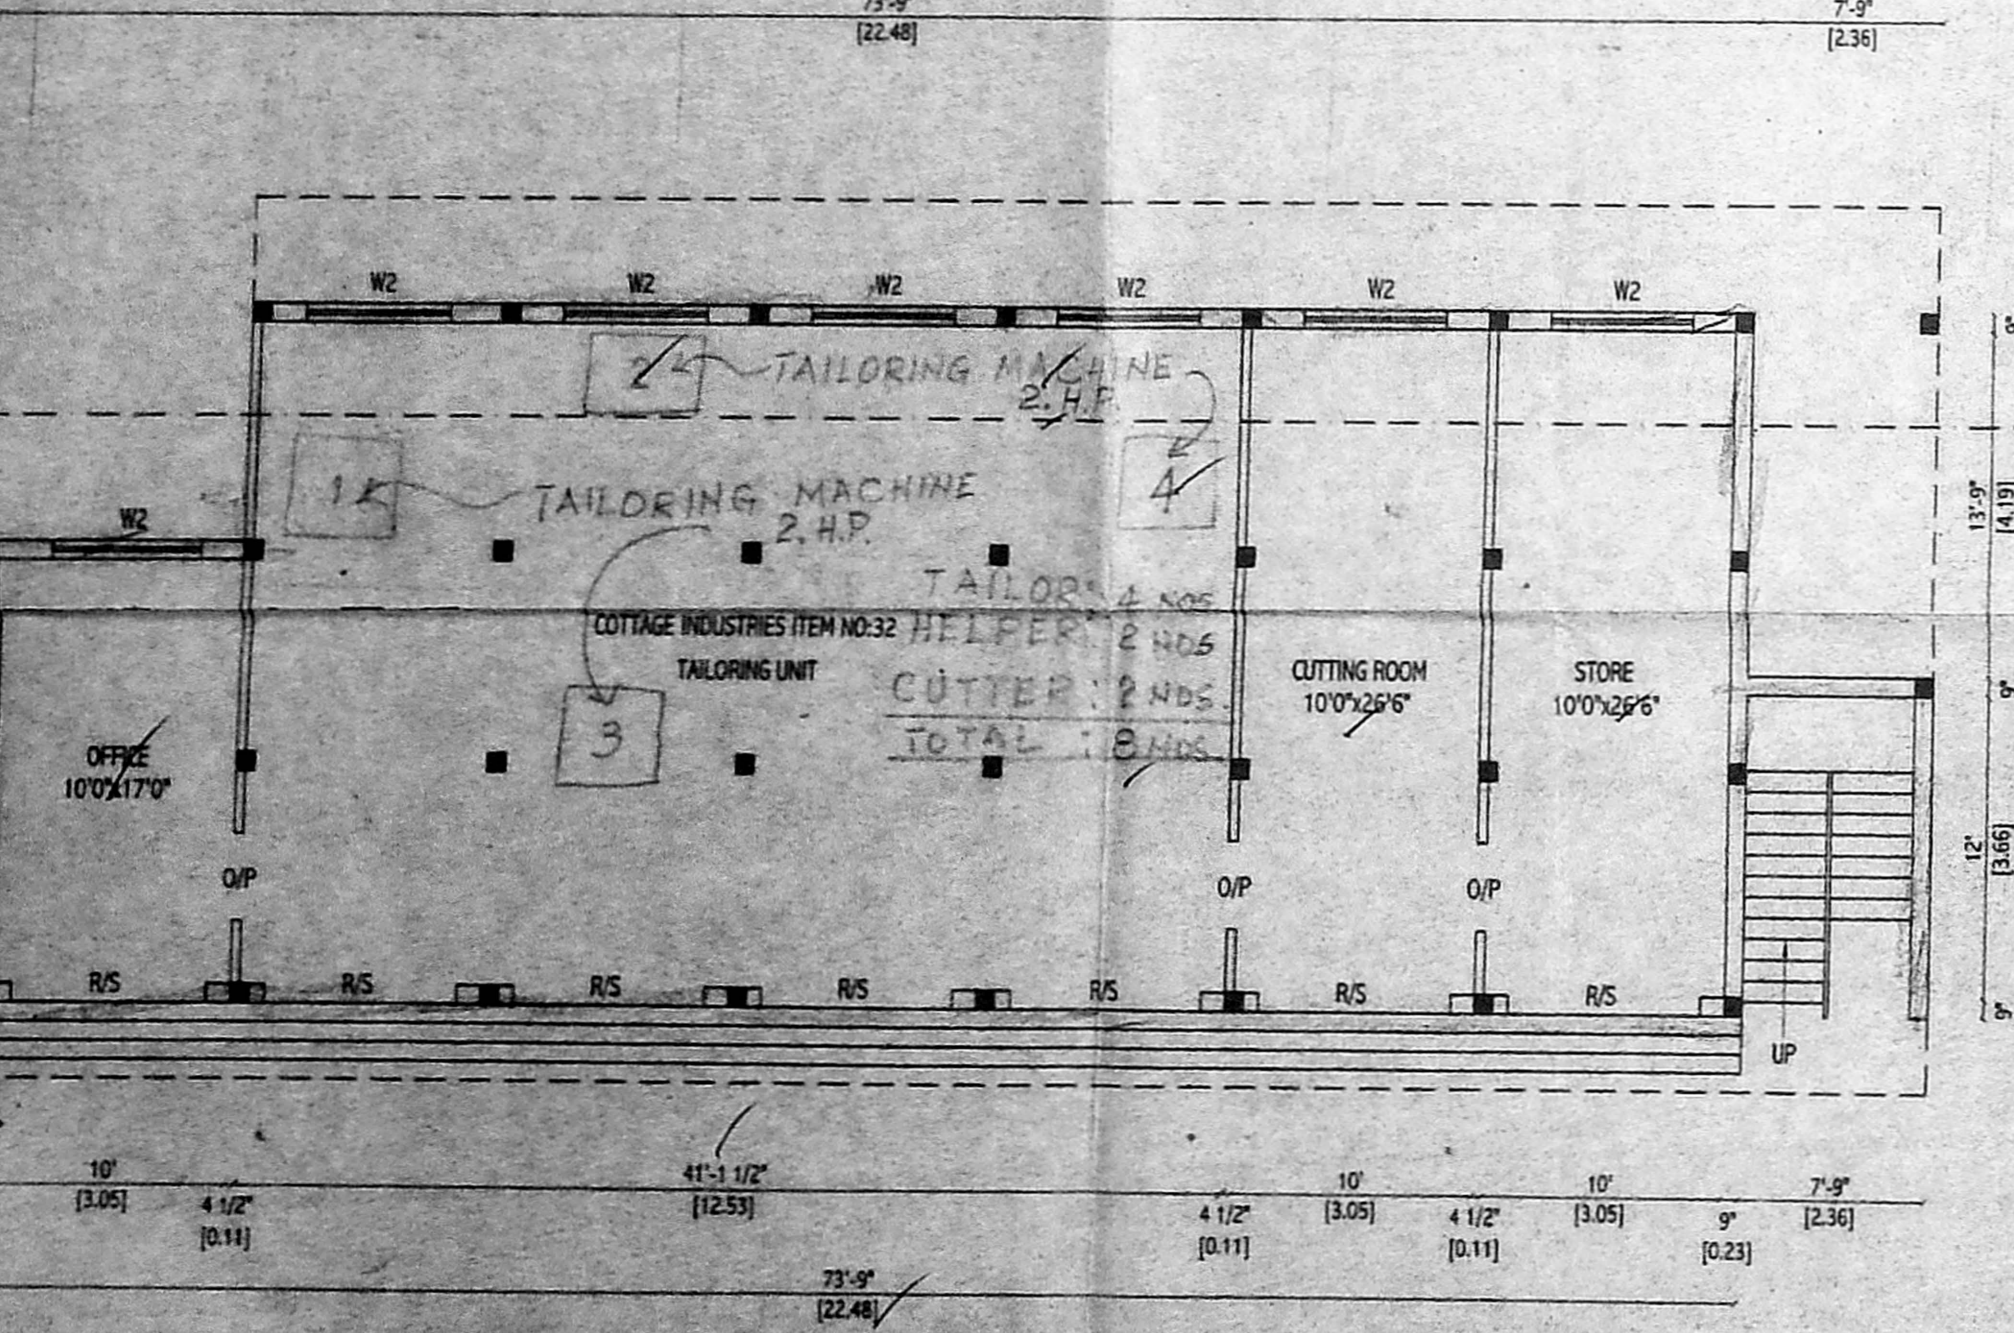 73'-9"
[22.48]
7'-9"
[2.36]
W2
W2
W2
W2
W2
W2
2
TAILORING MACHINE
2. H.P.
1
TAILORING MACHINE
2. H.P.
4
W2
13'-9"
[4.19]
TAILOR: 4 NOS
COTTAGE INDUSTRIES ITEM NO:32
HELPER: 2 NOS
TAILORING UNIT
CUTTER: 2 NOS.
TOTAL : 8 NOS.
3
CUTTING ROOM
10'0"x26'6"
STORE
10'0"x26'6"
OFFICE
10'0"x17'0"
12'
[3.66]
O/P
O/P
O/P
R/S
R/S
R/S
R/S
R/S
R/S
R/S
9"
UP
10'
[3.05]
4 1/2"
[0.11]
41'-1 1/2"
[12.53]
4 1/2"
[0.11]
10'
[3.05]
4 1/2"
[0.11]
10'
[3.05]
9"
[0.23]
7'-9"
[2.36]
73'-9"
[22.48]